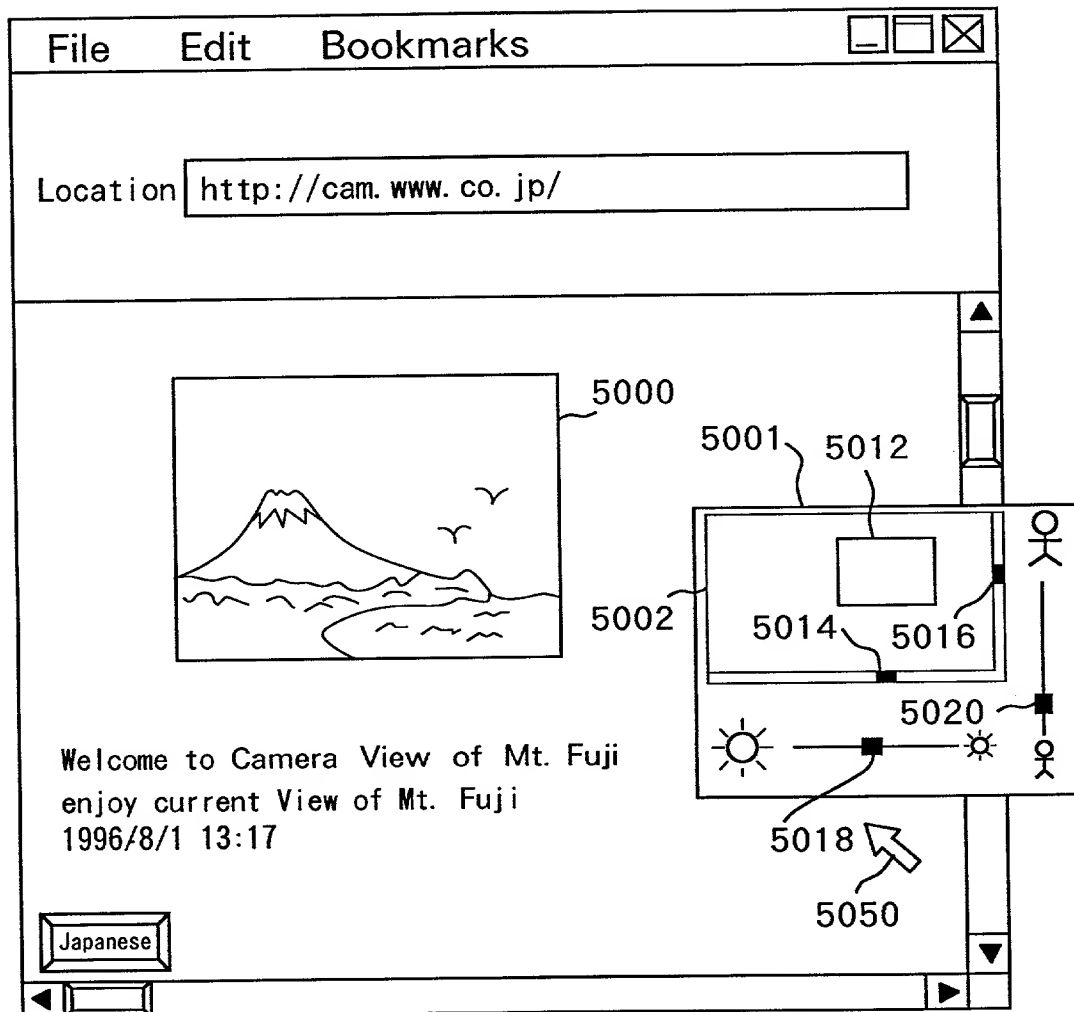 File Edit Bookmarks
Location http://cam.www.co.jp/
5000
5001 5012
5002
5014 5016
5020
Welcome to Camera View of Mt. Fuji
enjoy current View of Mt. Fuji
1996/8/1 13:17
5018
5050
Japanese